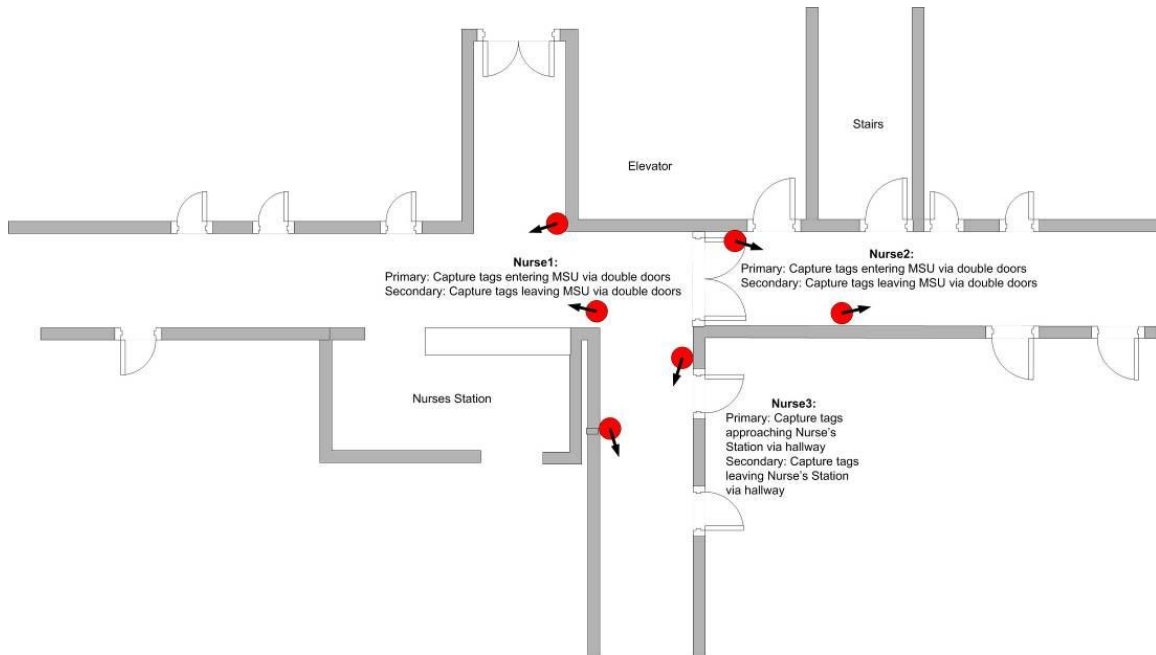 Stairs
Elevator
Nurse1:
Primary: Capture tags entering MSU via double doors
Secondary: Capture tags leaving MSU via double doors
Nurse2:
Primary: Capture tags entering MSU via double doors
Secondary: Capture tags leaving MSU via double doors
Nurses Station
Nurse3:
Primary: Capture tags
approaching Nurse's
Station via hallway
Secondary: Capture tags
leaving Nurse's Station
via hallway